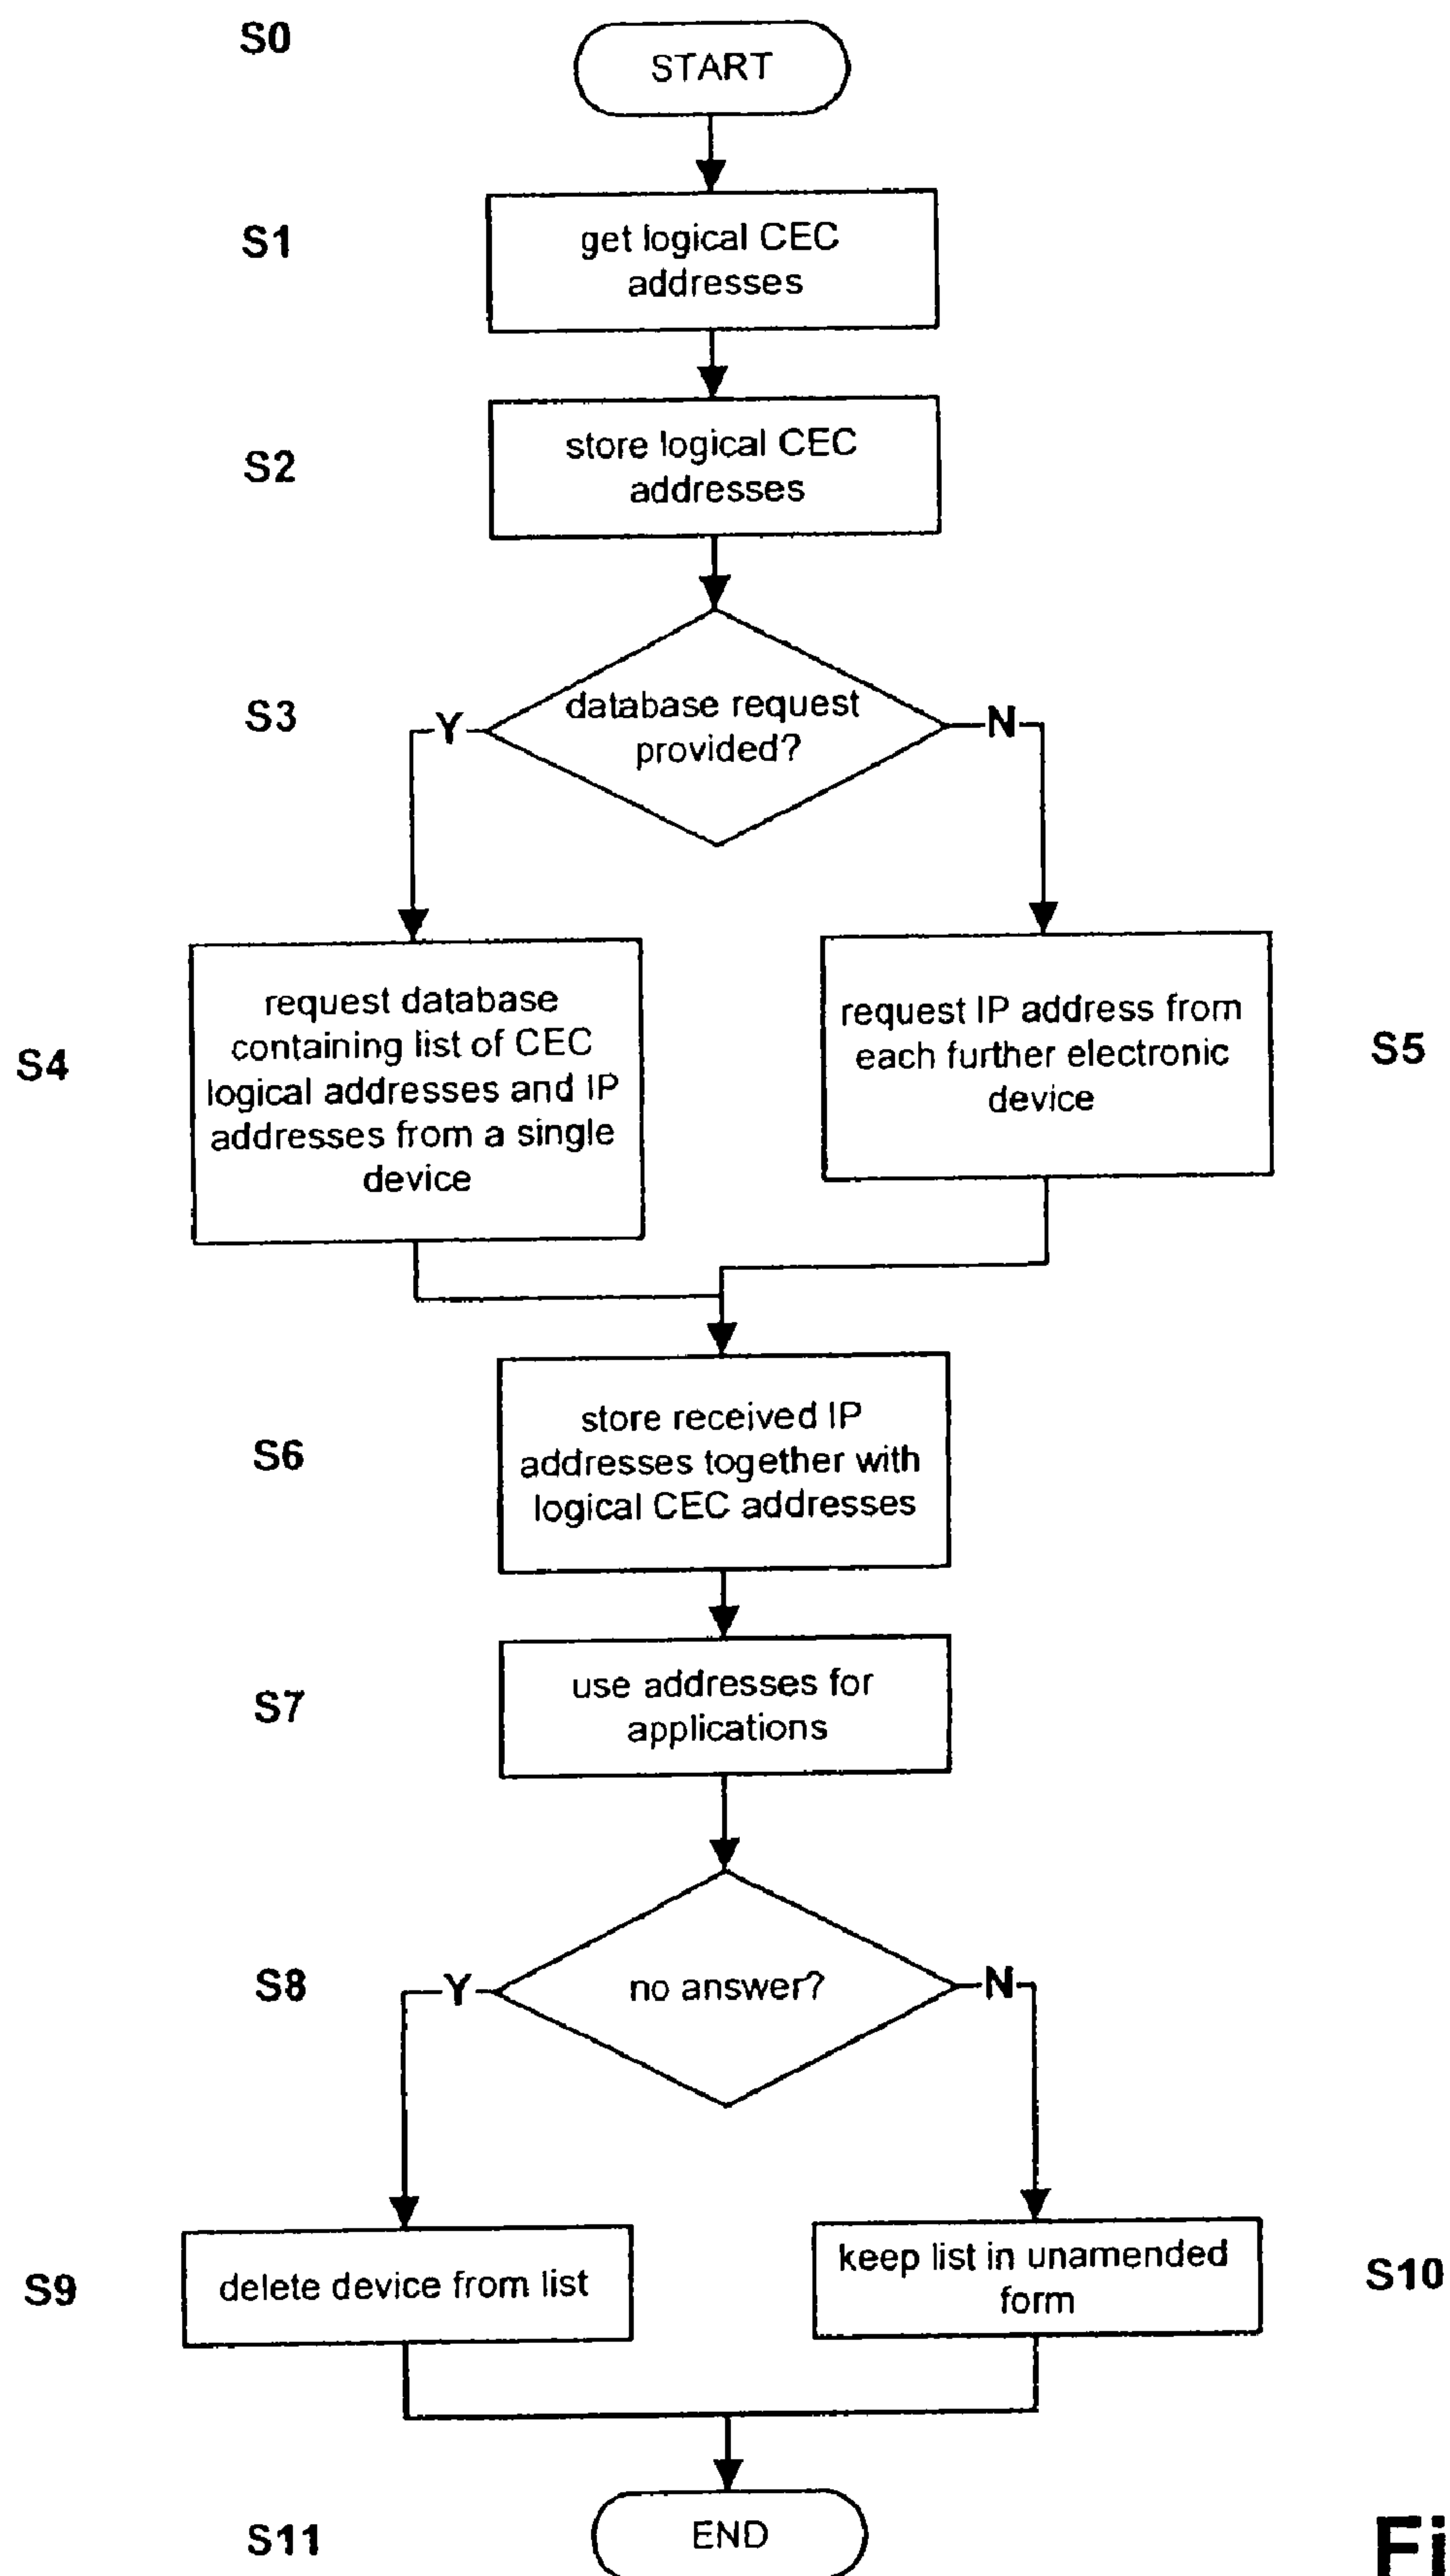 S0
START
S1
get logical CEC
addresses
S2
store logical CEC
addresses
S3
Y
database request
provided?
N
S4
request database
containing list of CEC
logical addresses and IP
addresses from a single
device
request IP address from
each further electronic
device
S5
S6
store received IP
addresses together with
logical CEC addresses
S7
use addresses for
applications
S8
Y
no answer?
N
S9
delete device from list
keep list in unamended
form
S10
S11
END